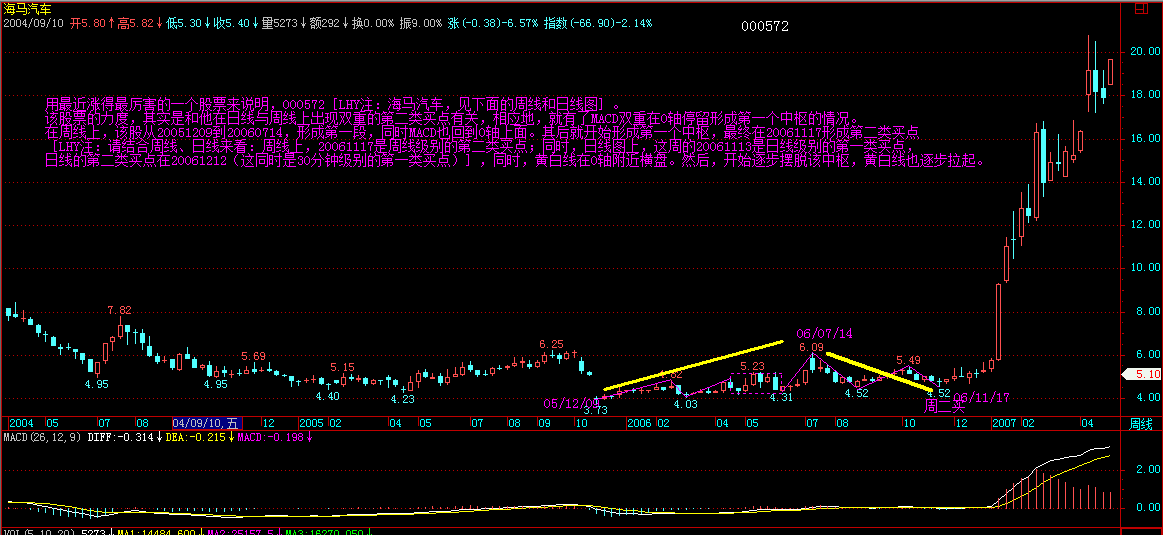 海马汽车
2004/09/10 开5.80↑高5.82↓低5.30↓收5.40↓量5273↓额292↓换0.00% 振9.00% 涨(-0.38)-6.57% 指数(-66.90)-2.14%
000572
用最近涨得最厉害的一个股票来说明，000572［LHY注：海马汽车，见下面的周线和日线图］。
该股票的力度，其实是和他在日线与周线上出现双重的第二类买点有关，相应地，就有了MACD双重在0轴停留形成第一个中枢的情况。
在周线上，该股从20051209到20060714，形成第一段，同时MACD也回到0轴上面。其后就开始形成第一个中枢，最终在20061117形成第二类买点
［LHY注：请结合周线、日线来看：周线上，20061117是周线级别的第二类买点；同时，日线图上，这周的20061113是日线级别的第一类买点，
日线的第二类买点在20061212（这同时是30分钟级别的第一类买点）］，同时，黄白线在0轴附近横盘。然后，开始逐步摆脱该中枢，黄白线也逐步拉起。
20.00
18.00
16.00
14.00
12.00
10.00
8.00
6.00
5.10
4.00
7.82
4.95
4.95
5.69
5.15
4.40
4.23
6.25
05/12/09
3.73
4.03
5.23
4.31
06/07/14
6.09
4.52
5.49
4.52
06/11/17
周二买
2004 05 07 08 04/09/10,五 12 2005 02 04 05 07 08 09 10 2006 02 04 05 07 08 10 12 2007 02 04 周线
MACD(26,12,9) DIFF:-0.314↓ DEA:-0.215↓ MACD:-0.198↓
2.00
0.00
VOL(5,10,20) 5273↓ MA1:14484.600↓ MA2:25157.5↓ MA3:16270.050↓